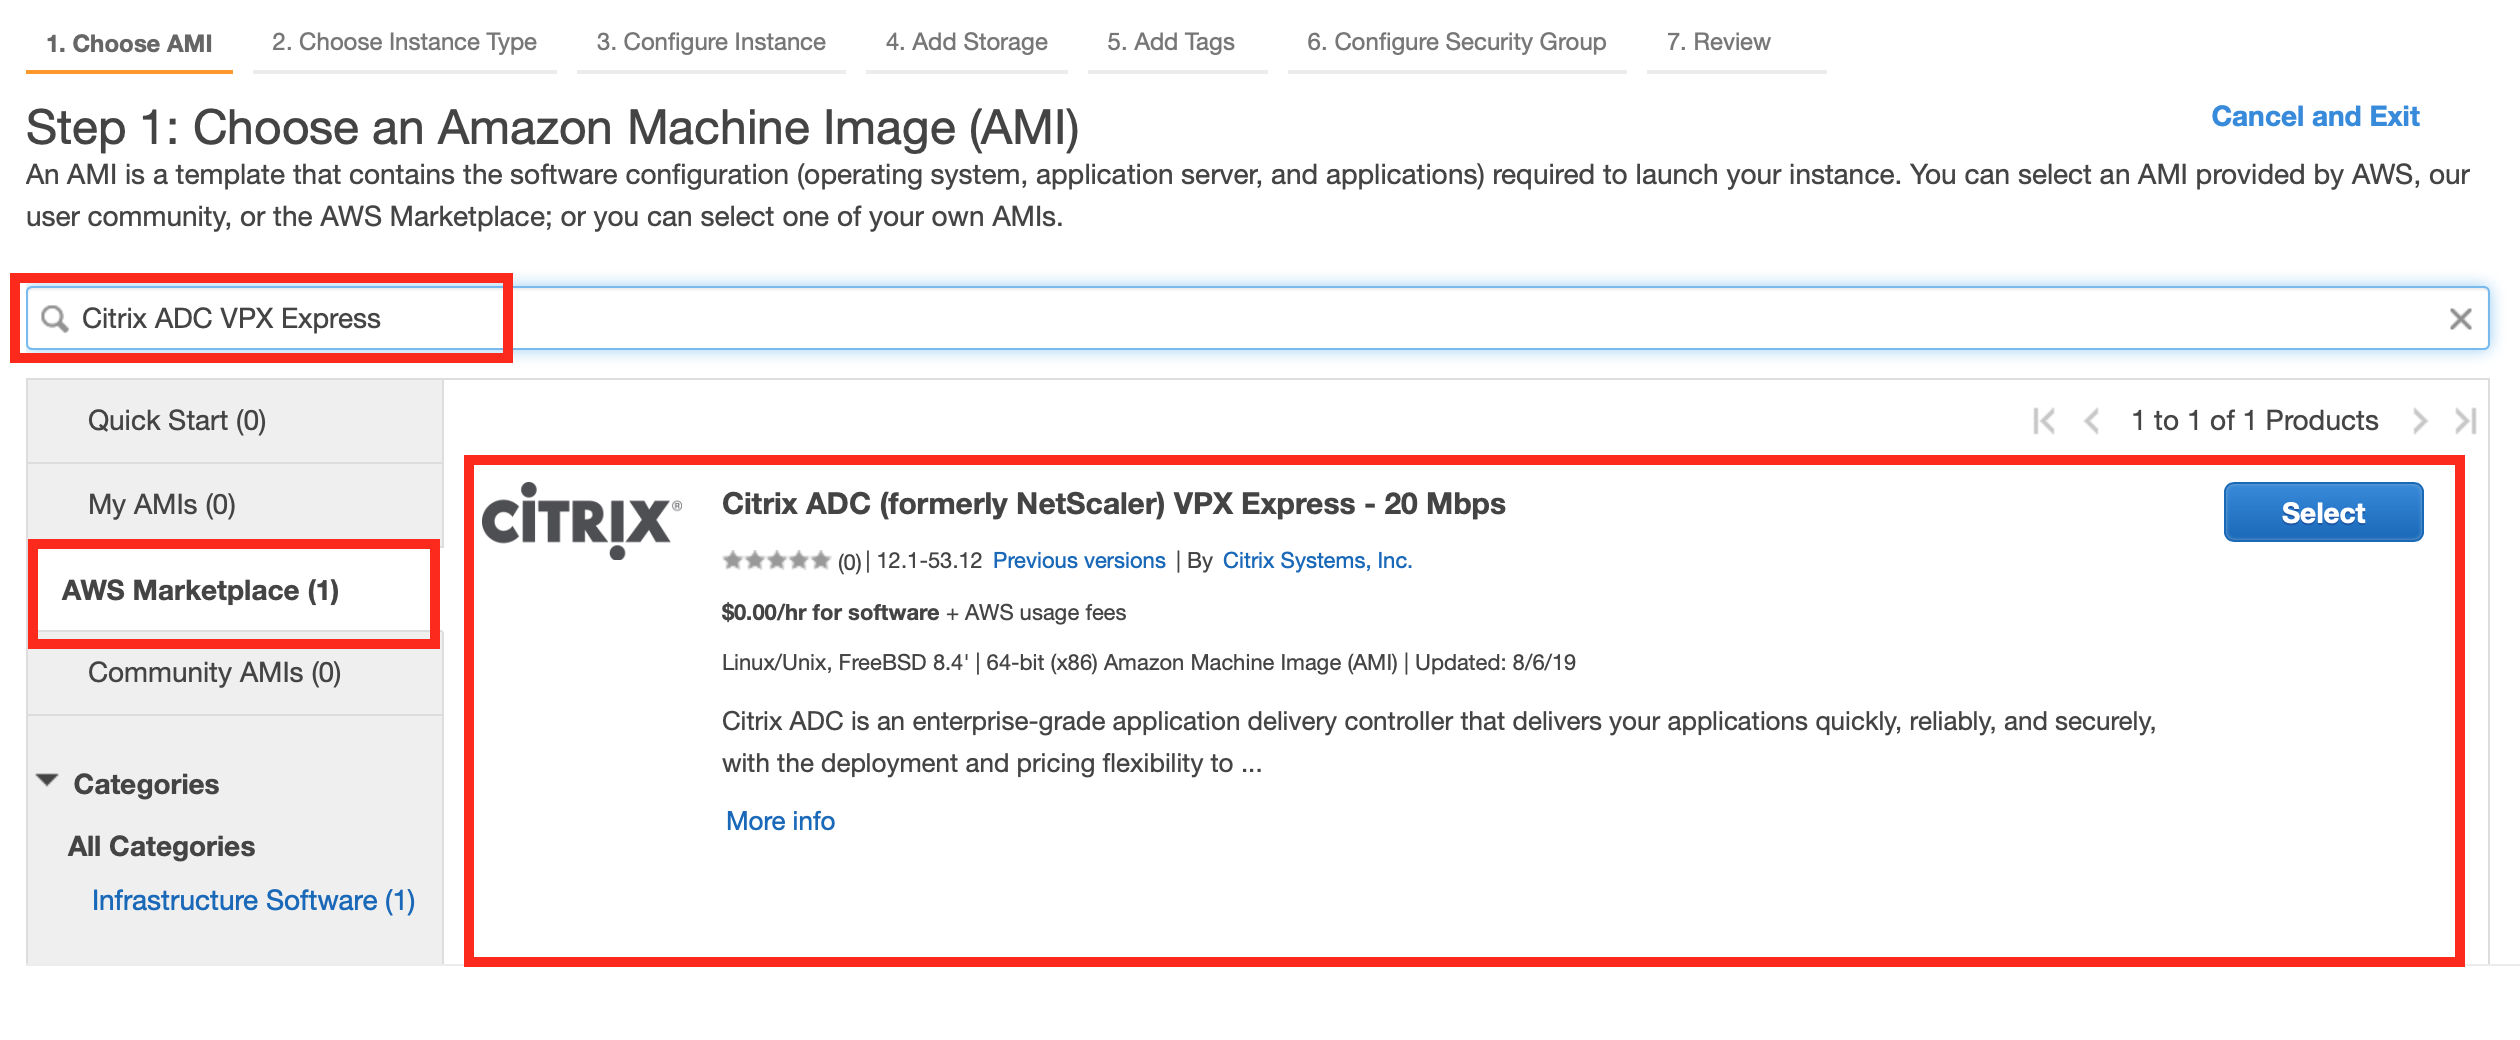 1. Choose AMI 2. Choose Instance Type 3. Configure Instance 4. Add Storage 5. Add Tags 6. Configure Security Group 7. Review
Step 1: Choose an Amazon Machine Image (AMI)
Cancel and Exit
An AMI is a template that contains the software configuration (operating system, application server, and applications) required to launch your instance. You can select an AMI provided by AWS, our
user community, or the AWS Marketplace; or you can select one of your own AMIs.
Citrix ADC VPX Express
Quick Start (0)
My AMIs (0)
AWS Marketplace (1)
Community AMIs (0)
Categories
All Categories
Infrastructure Software (1)
1 to 1 of 1 Products
CITRIX®
Citrix ADC (formerly NetScaler) VPX Express - 20 Mbps
Select
(0) | 12.1-53.12 Previous versions | By Citrix Systems, Inc.
$0.00/hr for software + AWS usage fees
Linux/Unix, FreeBSD 8.4' | 64-bit (x86) Amazon Machine Image (AMI) | Updated: 8/6/19
Citrix ADC is an enterprise-grade application delivery controller that delivers your applications quickly, reliably, and securely,
with the deployment and pricing flexibility to ...
More info